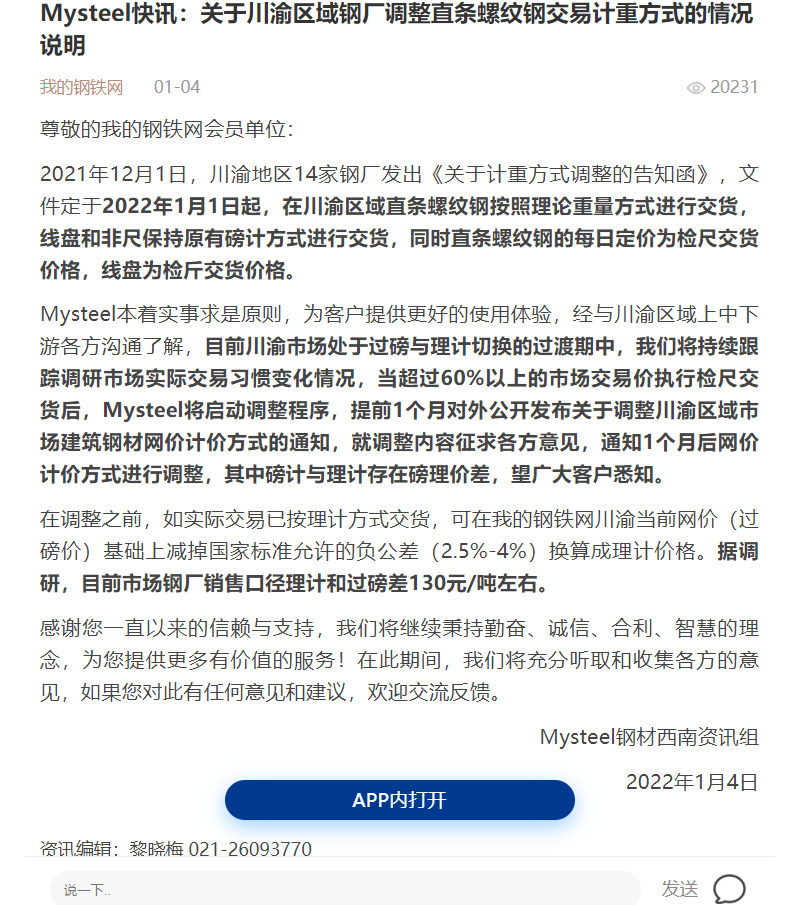 Mysteel快讯：关于川渝区域钢厂调整直条螺纹钢交易计重方式的情况
说明
我的钢铁网 01-04 20231
尊敬的我的钢铁网会员单位：
2021年12月1日，川渝地区14家钢厂发出《关于计重方式调整的告知函》，文
件定于2022年1月1日起，在川渝区域直条螺纹钢按照理论重量方式进行交货，
线盘和非尺保持原有磅计方式进行交货，同时直条螺纹钢的每日定价为检尺交货
价格，线盘为检斤交货价格。
Mysteel本着实事求是原则，为客户提供更好的使用体验，经与川渝区域上中下
游各方沟通了解，目前川渝市场处于过磅与理计切换的过渡期中，我们将持续跟
踪调研市场实际交易习惯变化情况，当超过60%以上的市场交易价执行检尺交
货后，Mysteel将启动调整程序，提前1个月对外公开发布关于调整川渝区域市
场建筑钢材网价计价方式的通知，就调整内容征求各方意见，通知1个月后网价
计价方式进行调整，其中磅计与理计存在磅理价差，望广大客户悉知。
在调整之前，如实际交易已按理计方式交货，可在我的钢铁网川渝当前网价（过
磅价）基础上减掉国家标准允许的负公差（2.5%-4%）换算成理计价格。据调
研，目前市场钢厂销售口径理计和过磅差130元/吨左右。
感谢您一直以来的信赖与支持，我们将继续秉持勤奋、诚信、合利、智慧的理
念，为您提供更多有价值的服务！在此期间，我们将充分听取和收集各方的意
见，如果您对此有任何意见和建议，欢迎交流反馈。
Mysteel钢材西南资讯组
2022年1月4日
APP内打开
资讯编辑：黎晓梅 021-26093770
说一下..
发送